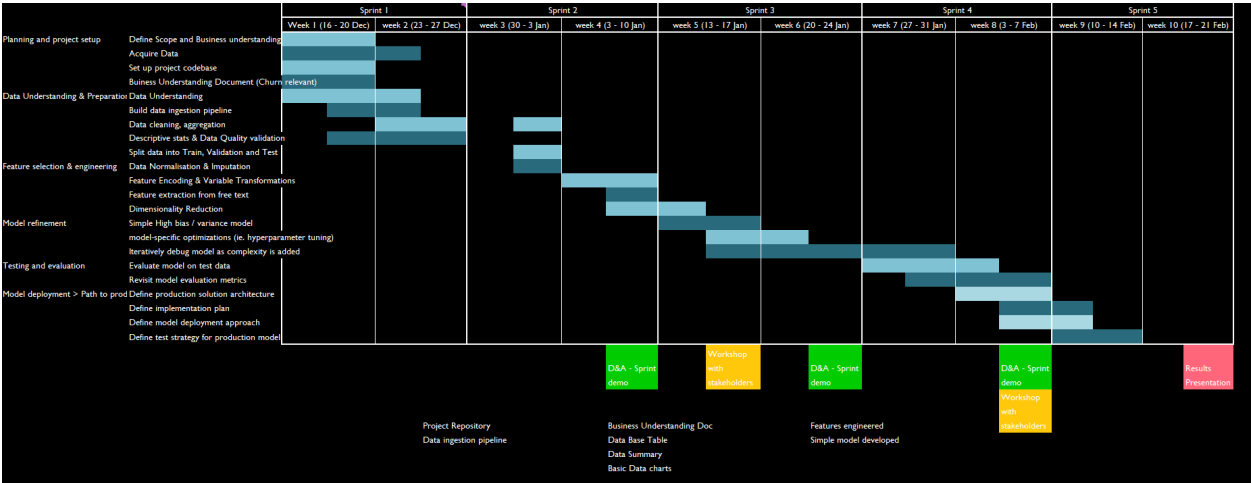 Sprint 1 Sprint 2 Sprint 3 Sprint 4 Sprint 5
Week 1 (16 - 20 Dec) week 2 (23 - 27 Dec) week 3 (30 - 3 Jan) week 4 (3 - 10 Jan) week 5 (13 - 17 Jan) week 6 (20 - 24 Jan) week 7 (27 - 31 Jan) week 8 (3 - 7 Feb) week 9 (10 - 14 Feb) week 10 (17 - 21 Feb)
Planning and project setup Define Scope and Business understanding
Acquire Data
Set up project codebase
Buiness Understanding Document (Churn relevant)
Data Understanding & Preparation Data Understanding
Build data ingestion pipeline
Data cleaning, aggregation
Descriptive stats & Data Quality validation
Split data into Train, Validation and Test
Feature selection & engineering Data Normalisation & Imputation
Feature Encoding & Variable Transformations
Feature extraction from free text
Dimensionality Reduction
Model refinement Simple High bias / variance model
model-specific optimizations (ie. hyperparameter tuning)
Iteratively debug model as complexity is added
Testing and evaluation Evaluate model on test data
Revisit model evaluation metrics
Model deployment > Path to prod Define production solution architecture
Define implementation plan
Define model deployment approach
Define test strategy for production model
D&A - Sprint
demo
Workshop
with
stakeholders
D&A - Sprint
demo
D&A - Sprint
demo
Workshop
with
stakeholders
Results
Presentation
Project Repository
Data ingestion pipeline
Business Understanding Doc
Data Base Table
Data Summary
Basic Data charts
Features engineered
Simple model developed